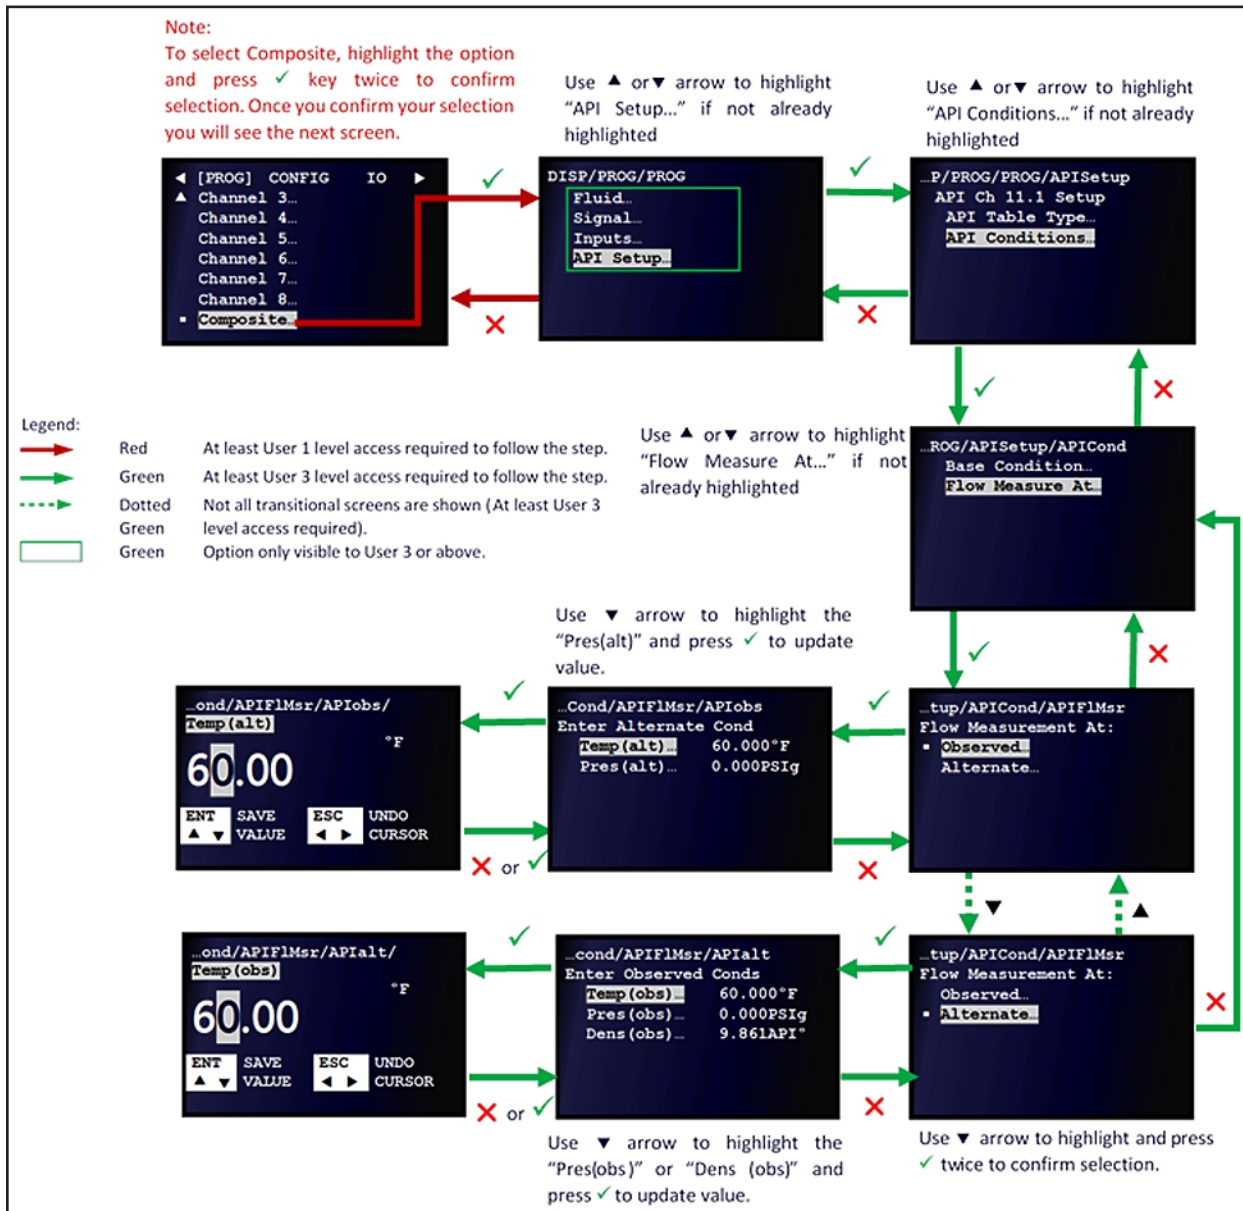 Note:
To select Composite, highlight the option
and press ✓ key twice to confirm
selection. Once you confirm your selection
you will see the next screen.
Use ▲ or▼ arrow to highlight
“API Setup...” if not already
highlighted
Use ▲ or▼ arrow to highlight
“API Conditions...” if not already
highlighted
◀ [PROG] CONFIG IO ▶
▲ Channel 3…
Channel 4…
Channel 5…
Channel 6…
Channel 7…
Channel 8…
▪ Composite…
DISP/PROG/PROG
Fluid…
Signal…
Inputs…
API Setup…
…P/PROG/PROG/APISetup
API Ch 11.1 Setup
API Table Type…
API Conditions…
Legend:
Red At least User 1 level access required to follow the step.
Green At least User 3 level access required to follow the step.
Dotted Not all transitional screens are shown (At least User 3
Green level access required).
Green Option only visible to User 3 or above.
Use ▲ or▼ arrow to highlight
“Flow Measure At...” if not
already highlighted
…ROG/APISetup/APICond
Base Condition…
Flow Measure At…
Use ▼ arrow to highlight the
“Pres(alt)” and press ✓ to update
value.
…ond/APIFlMsr/APIobs/
Temp(alt)
°F
60.00
ENT SAVE ESC UNDO
▲ ▼ VALUE ◀ ▶ CURSOR
✕ or ✓
…Cond/APIFlMsr/APIobs
Enter Alternate Cond
Temp(alt)… 60.000°F
Pres(alt)… 0.000PSIg
…tup/APICond/APIFlMsr
Flow Measurement At:
▪ Observed…
Alternate…
…ond/APIFlMsr/APIalt/
Temp(obs)
°F
60.00
ENT SAVE ESC UNDO
▲ ▼ VALUE ◀ ▶ CURSOR
✕ or ✓
…cond/APIFlMsr/APIalt
Enter Observed Conds
Temp(obs)… 60.000°F
Pres(obs)… 0.000PSIg
Dens(obs)… 9.861API°
…tup/APICond/APIFlMsr
Flow Measurement At:
Observed…
▪ Alternate…
Use ▼ arrow to highlight the
“Pres(obs)” or “Dens (obs)” and
press ✓ to update value.
Use ▼ arrow to highlight and press
✓ twice to confirm selection.